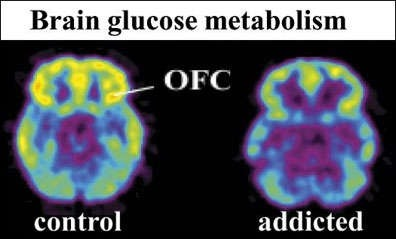 Brain glucose metabolism
OFC
control
addicted